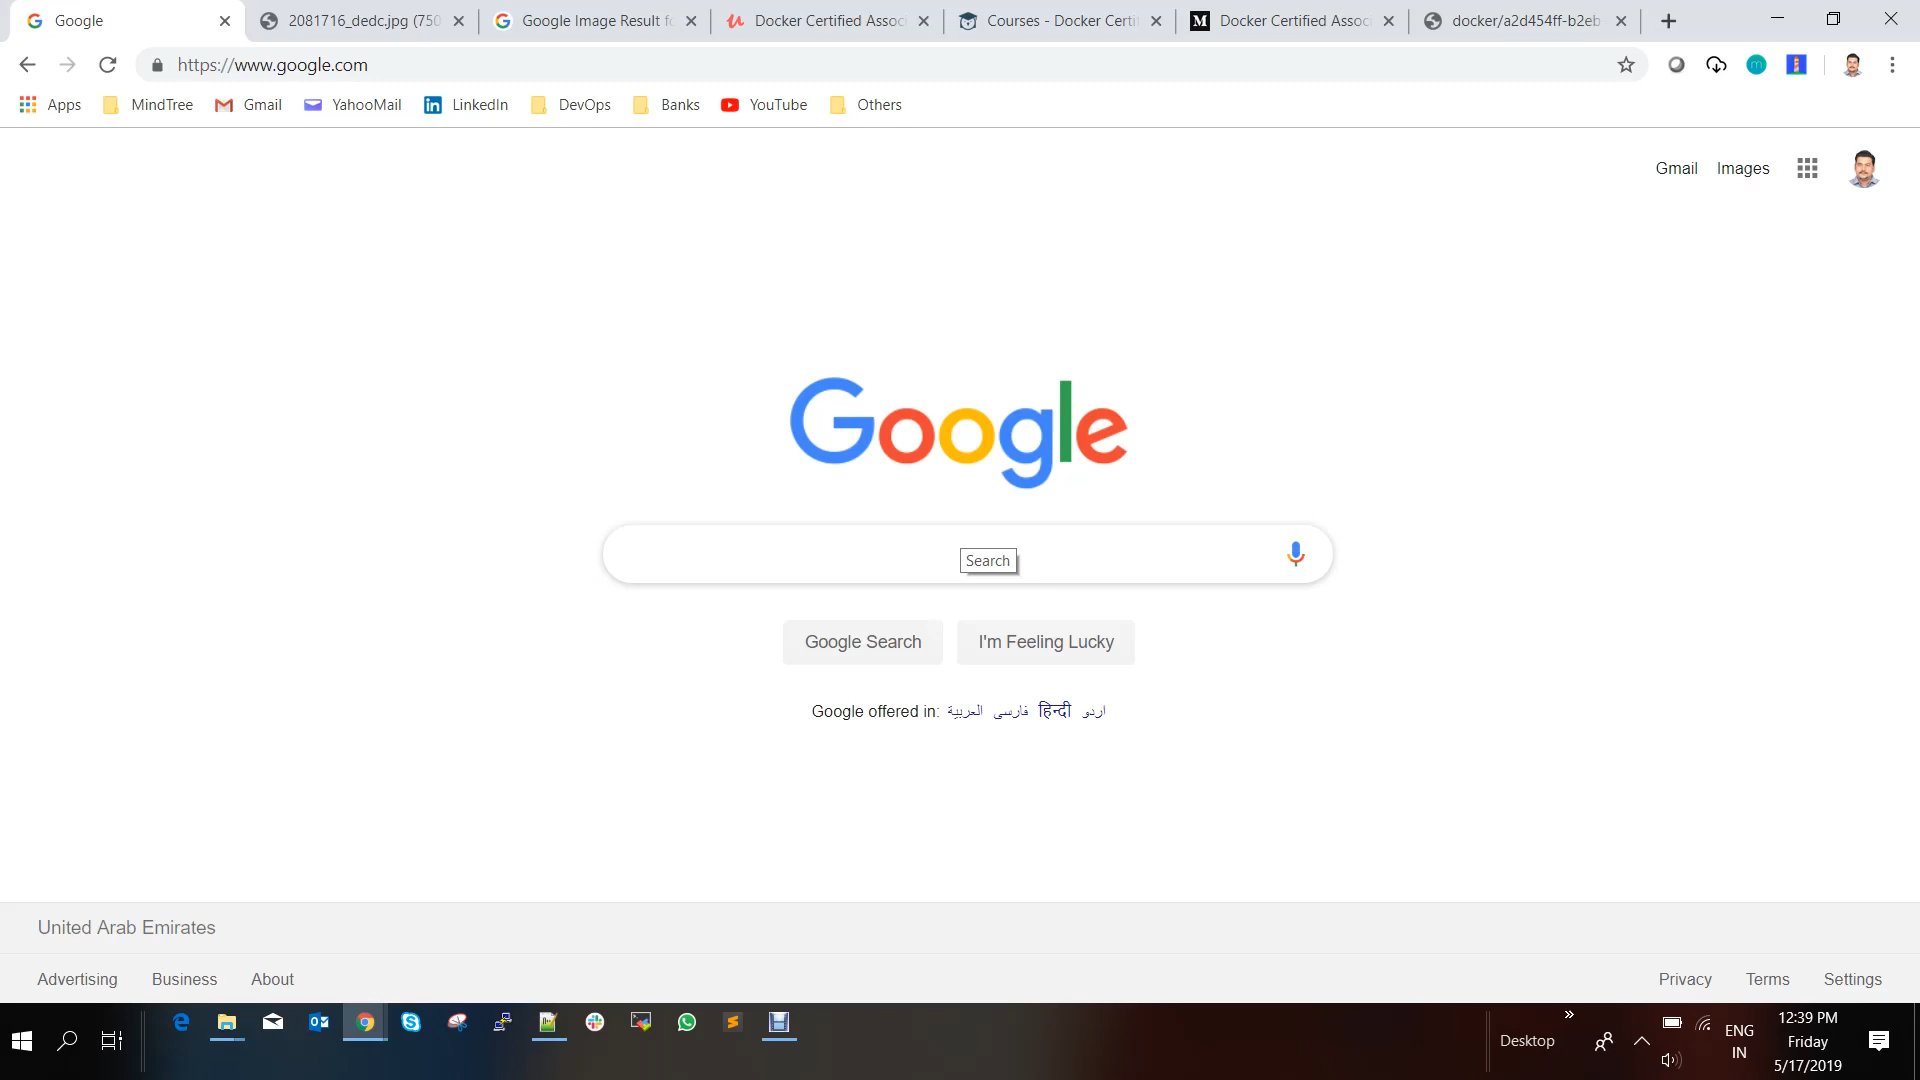 Google
2081716_dedc.jpg (750
Google Image Result fo
Docker Certified Assoc
Courses - Docker Certi
Docker Certified Associ
docker/a2d454ff-b2eb
https://www.google.com
Apps MindTree Gmail YahooMail LinkedIn DevOps Banks YouTube Others
Gmail Images
Google
Search
Google Search I'm Feeling Lucky
Google offered in: العربية فارسی हिन्दी اردو
United Arab Emirates
Advertising Business About Privacy Terms Settings
Desktop
ENG
IN
12:39 PM
Friday
5/17/2019